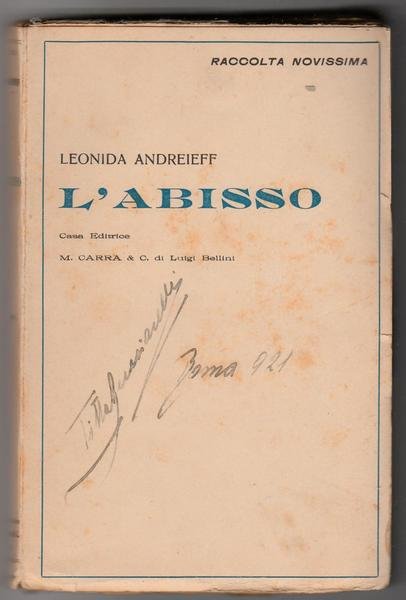 RACCOLTA NOVISSIMA
LEONIDA ANDREIEFF
L'ABISSO
Casa Editrice
M. CARRA & C. di Luigi Bellini
Roma 921